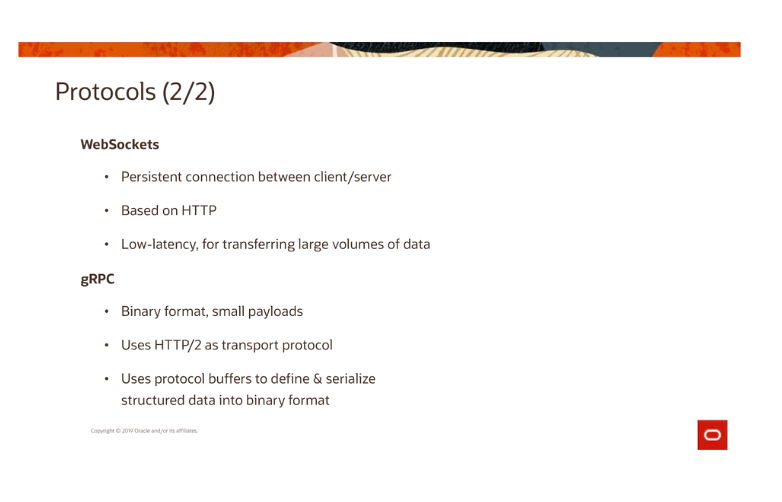 Protocols (2/2)
WebSockets
• Persistent connection between client/server
• Based on HTTP
• Low-latency, for transferring large volumes of data
gRPC
• Binary format, small payloads
• Uses HTTP/2 as transport protocol
• Uses protocol buffers to define & serialize
structured data into binary format
Copyright © 2019 Oracle and/or its affiliates.